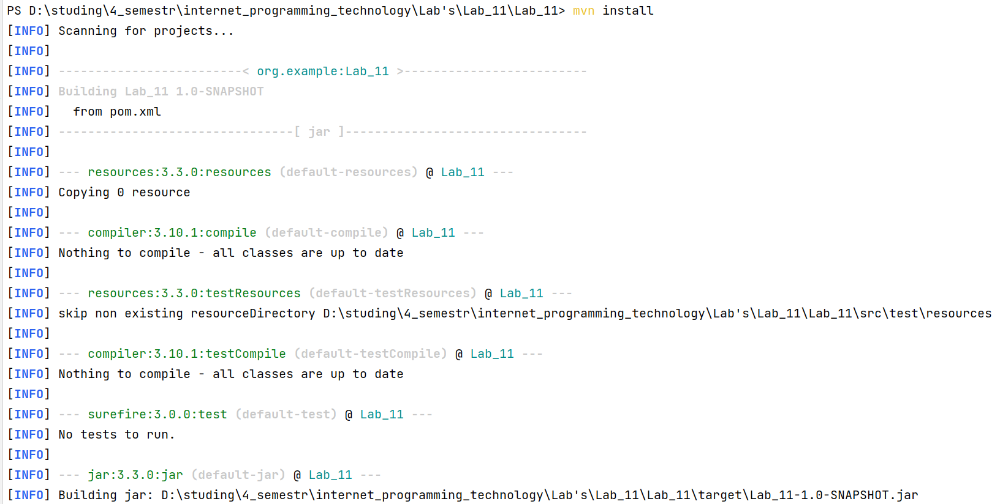 PS D:\studing\4_semestr\internet_programming_technology\Lab's\Lab_11\Lab_11> mvn install
[INFO] Scanning for projects...
[INFO]
[INFO] -------------------------< org.example:Lab_11 >-------------------------
[INFO] Building Lab_11 1.0-SNAPSHOT
[INFO]   from pom.xml
[INFO] --------------------------------[ jar ]---------------------------------
[INFO]
[INFO] --- resources:3.3.0:resources (default-resources) @ Lab_11 ---
[INFO] Copying 0 resource
[INFO]
[INFO] --- compiler:3.10.1:compile (default-compile) @ Lab_11 ---
[INFO] Nothing to compile - all classes are up to date
[INFO]
[INFO] --- resources:3.3.0:testResources (default-testResources) @ Lab_11 ---
[INFO] skip non existing resourceDirectory D:\studing\4_semestr\internet_programming_technology\Lab's\Lab_11\Lab_11\src\test\resources
[INFO]
[INFO] --- compiler:3.10.1:testCompile (default-testCompile) @ Lab_11 ---
[INFO] Nothing to compile - all classes are up to date
[INFO]
[INFO] --- surefire:3.0.0:test (default-test) @ Lab_11 ---
[INFO] No tests to run.
[INFO]
[INFO] --- jar:3.3.0:jar (default-jar) @ Lab_11 ---
[INFO] Building jar: D:\studing\4_semestr\internet_programming_technology\Lab's\Lab_11\Lab_11\target\Lab_11-1.0-SNAPSHOT.jar